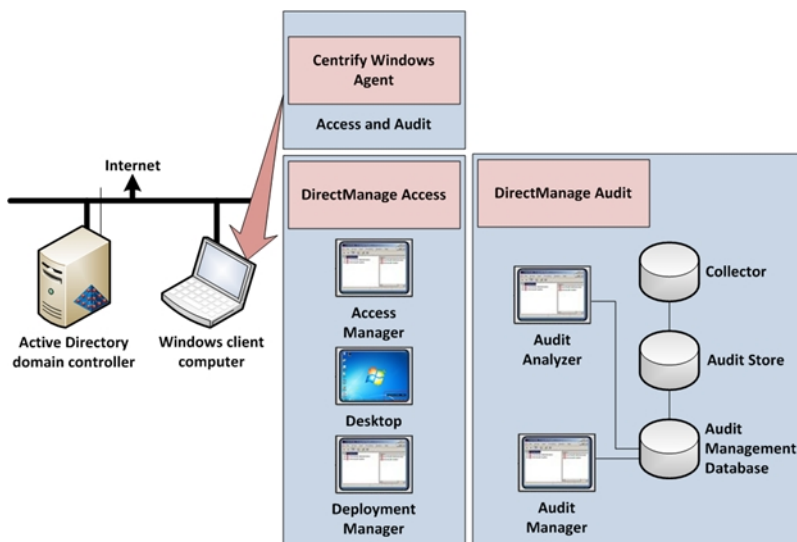 Centrify Windows
Agent
Access and Audit
Internet
DirectManage Access
DirectManage Audit
Active Directory
domain controller
Windows client
computer
Access
Manager
Desktop
Deployment
Manager
Audit
Analyzer
Audit
Manager
Collector
Audit Store
Audit
Management
Database